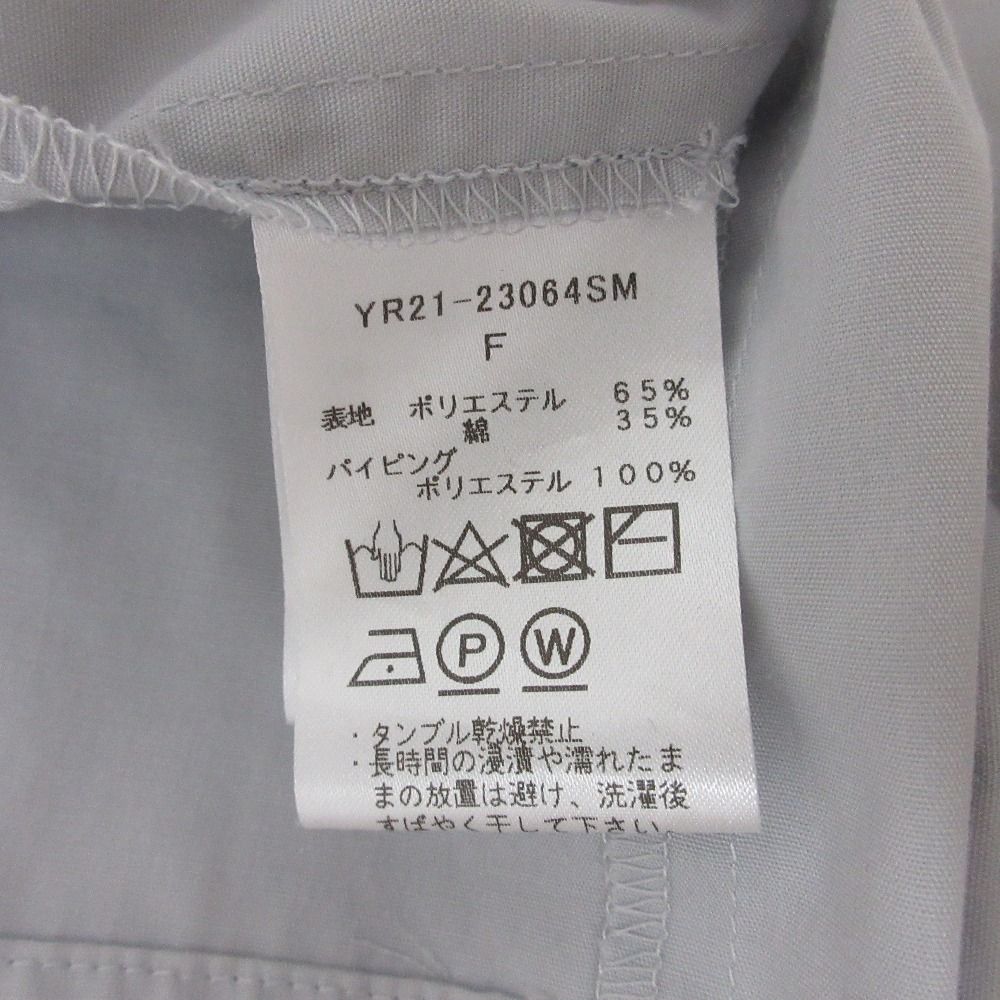 YR21-23064SM
F
表地 ポリエステル 65%
綿 35%
パイピング
ポリエステル 100%
P W
・タンブル乾燥禁止
・長時間の浸漬や濡れたま
まの放置は避け、洗濯後
すばやく干して下さい。